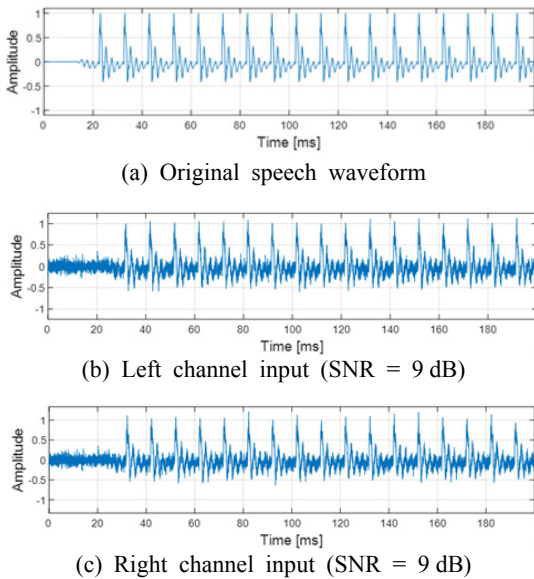 1
0.5
0
-0.5
-1
Amplitude
0 20 40 60 80 100 120 140 160 180
Time [ms]
(a) Original speech waveform
1
0.5
0
-0.5
-1
Amplitude
0 20 40 60 80 100 120 140 160 180
Time [ms]
(b) Left channel input (SNR = 9 dB)
1
0.5
0
-0.5
-1
Amplitude
0 20 40 60 80 100 120 140 160 180
Time [ms]
(c) Right channel input (SNR = 9 dB)